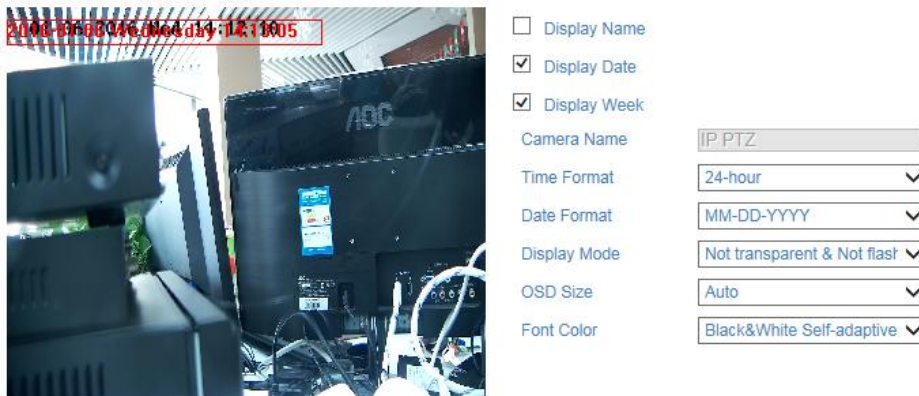 Display Name
Display Date
Display Week
Camera Name IP PTZ
Time Format 24-hour
Date Format MM-DD-YYYY
Display Mode Not transparent & Not flash
OSD Size Auto
Font Color Black&White Self-adaptive
AOC